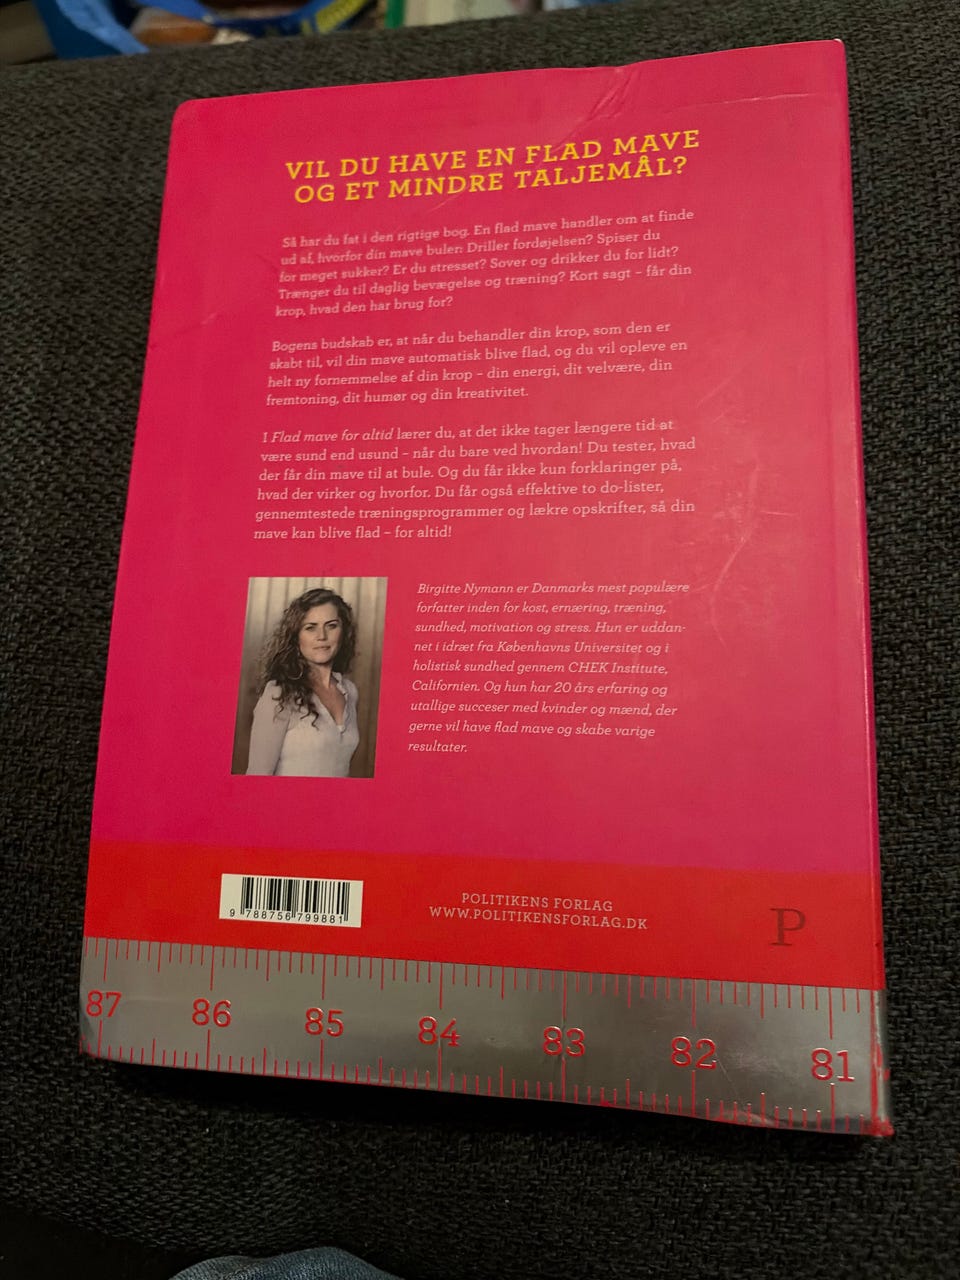 VIL DU HAVE EN FLAD MAVE
OG ET MINDRE TALJEMÅL?
Så har du fat i den rigtige bog. En flad mave handler om at finde
ud af, hvorfor din mave buler: Driller fordøjelsen? Spiser du
for meget sukker? Er du stresset? Sover og drikker du for lidt?
Trænger du til daglig bevægelse og træning? Kort sagt – får din
krop, hvad den har brug for?
Bogens budskab er, at når du behandler din krop, som den er
skabt til, vil din mave automatisk blive flad, og du vil opleve en
helt ny fornemmelse af din krop – din energi, dit velvære, din
fremtoning, dit humør og din kreativitet.
I Flad mave for altid lærer du, at det ikke tager længere tid at
være sund end usund – når du bare ved hvordan! Du tester, hvad
der får din mave til at bule. Og du får ikke kun forklaringer på,
hvad der virker og hvorfor. Du får også effektive to do-lister,
gennemtestede træningsprogrammer og lækre opskrifter, så din
mave kan blive flad – for altid!
Birgitte Nymann er Danmarks mest populære
forfatter inden for kost, ernæring, træning,
sundhed, motivation og stress. Hun er uddan-
net i idræt fra Københavns Universitet og i
holistisk sundhed gennem CHEK Institute,
Californien. Og hun har 20 års erfaring og
utallige succeser med kvinder og mænd, der
gerne vil have flad mave og skabe varige
resultater.
9 788756 799881
POLITIKENS FORLAG
WWW.POLITIKENSFORLAG.DK
P
87 86 85 84 83 82 81